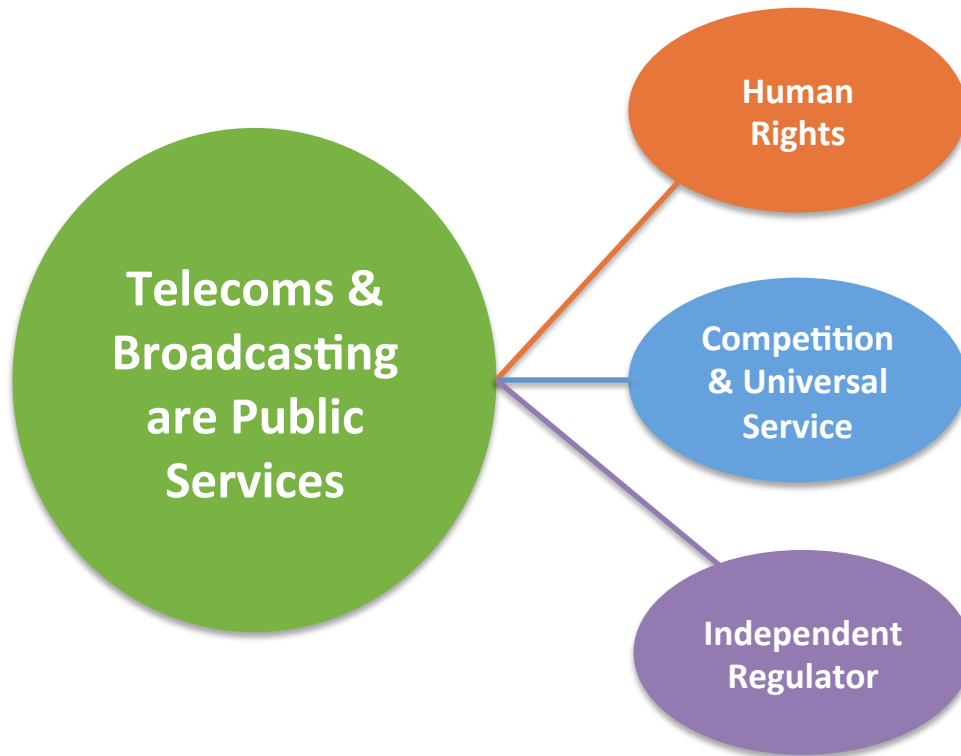 Telecoms &
Broadcasting
are Public
Services
Human
Rights
Competition
& Universal
Service
Independent
Regulator